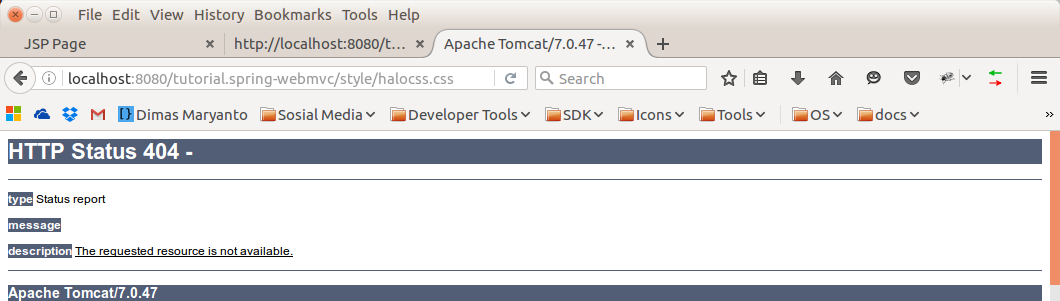 File Edit View History Bookmarks Tools Help
JSP Page × http://localhost:8080/t... × Apache Tomcat/7.0.47 -... × +
localhost:8080/tutorial.spring-webmvc/style/halocss.css Search
Dimas Maryanto Sosial Media Developer Tools SDK Icons Tools OS docs »
HTTP Status 404 -
type Status report
message
description The requested resource is not available.
Apache Tomcat/7.0.47